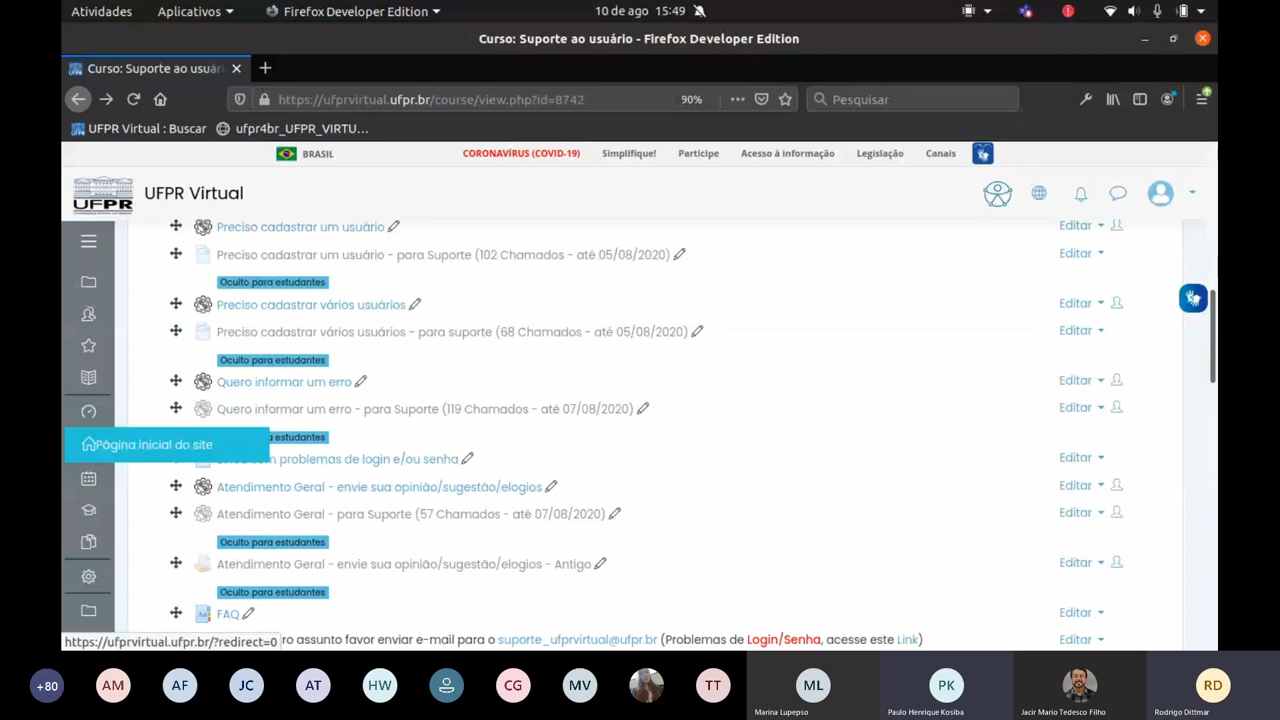 Atividades Aplicativos Firefox Developer Edition 10 de ago 15:49
Curso: Suporte ao usuário - Firefox Developer Edition
Curso: Suporte ao usuári
https://ufprvirtual.ufpr.br/course/view.php?id=8742 90% Pesquisar
UFPR Virtual : Buscar ufpr4br_UFPR_VIRTU...
BRASIL CORONAVÍRUS (COVID-19) Simplifique! Participe Acesso à informação Legislação Canais
UFPR UFPR Virtual
Preciso cadastrar um usuário Editar
Preciso cadastrar um usuário - para Suporte (102 Chamados - até 05/08/2020) Editar
Oculto para estudantes
Preciso cadastrar vários usuários Editar
Preciso cadastrar vários usuários - para suporte (68 Chamados - até 05/08/2020) Editar
Oculto para estudantes
Quero informar um erro Editar
Quero informar um erro - para Suporte (119 Chamados - até 07/08/2020) Editar
a estudantes
Página inicial do site
problemas de login e/ou senha Editar
Atendimento Geral - envie sua opinião/sugestão/elogios Editar
Atendimento Geral - para Suporte (57 Chamados - até 07/08/2020) Editar
Oculto para estudantes
Atendimento Geral - envie sua opinião/sugestão/elogios - Antigo Editar
Oculto para estudantes
FAQ Editar
https://ufprvirtual.ufpr.br/?redirect=0
ro assunto favor enviar e-mail para o suporte_ufprvirtual@ufpr.br (Problemas de Login/Senha, acesse este Link) Editar
+80 AM AF JC AT HW CG MV TT ML PK RD
Marina Lupepso Paulo Henrique Kosiba Jacir Mario Tedesco Filho Rodrigo Dittmar